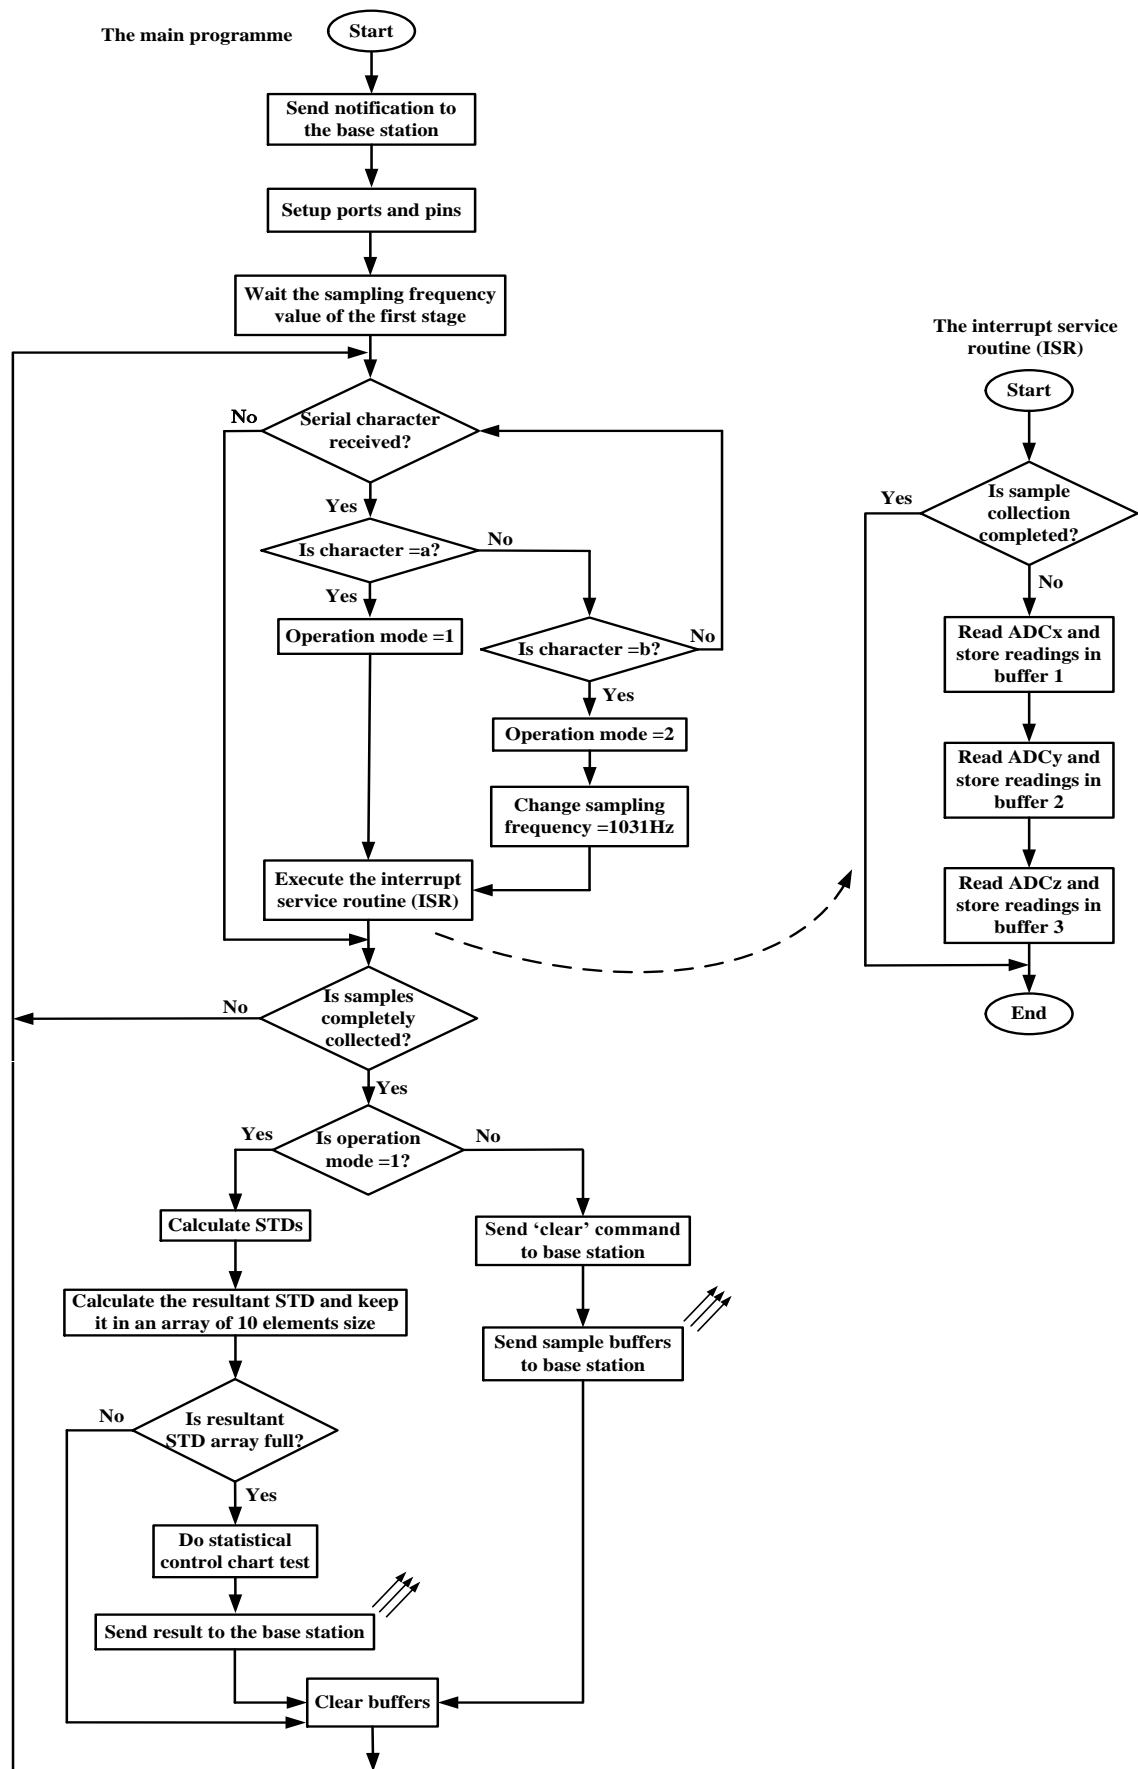 The main programme
Start
Send notification to
the base station
Setup ports and pins
Wait the sampling frequency
value of the first stage
No
Serial character
received?
Yes
Is character =a?
No
Yes
Operation mode =1
Is character =b?
No
Yes
Operation mode =2
Change sampling
frequency =1031Hz
Execute the interrupt
service routine (ISR)
Is samples
completely
collected?
No
Yes
Is operation
mode =1?
Yes
No
Calculate STDs
Calculate the resultant STD and keep
it in an array of 10 elements size
Is resultant
STD array full?
No
Yes
Do statistical
control chart test
Send result to the base station
Send ‘clear’ command
to base station
Send sample buffers
to base station
Clear buffers
The interrupt service
routine (ISR)
Start
Yes
Is sample
collection
completed?
No
Read ADCx and
store readings in
buffer 1
Read ADCy and
store readings in
buffer 2
Read ADCz and
store readings in
buffer 3
End